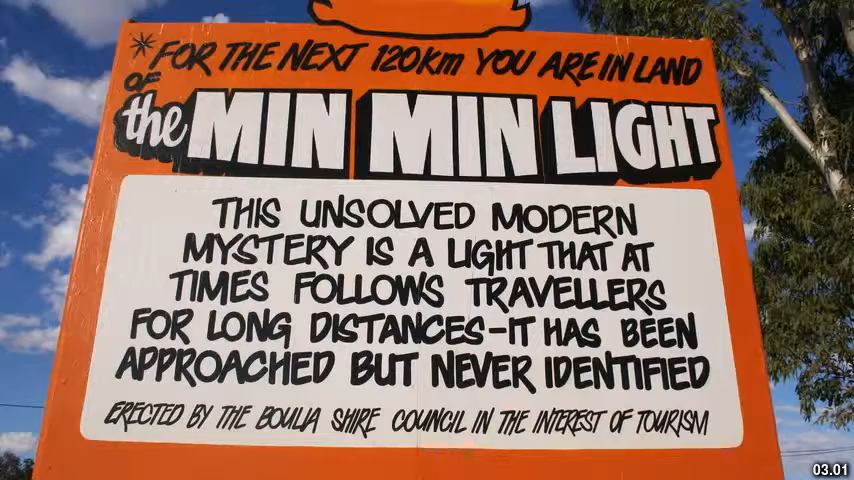 *FOR THE NEXT 120Km YOU ARE IN LAND
OF
the MIN MIN LIGHT
THIS UNSOLVED MODERN
MYSTERY IS A LIGHT THAT AT
TIMES FOLLOWS TRAVELLERS
FOR LONG DISTANCES-IT HAS BEEN
APPROACHED BUT NEVER IDENTIFIED
ERECTED BY THE BOULIA SHIRE COUNCIL IN THE INTEREST OF TOURISM
03.01